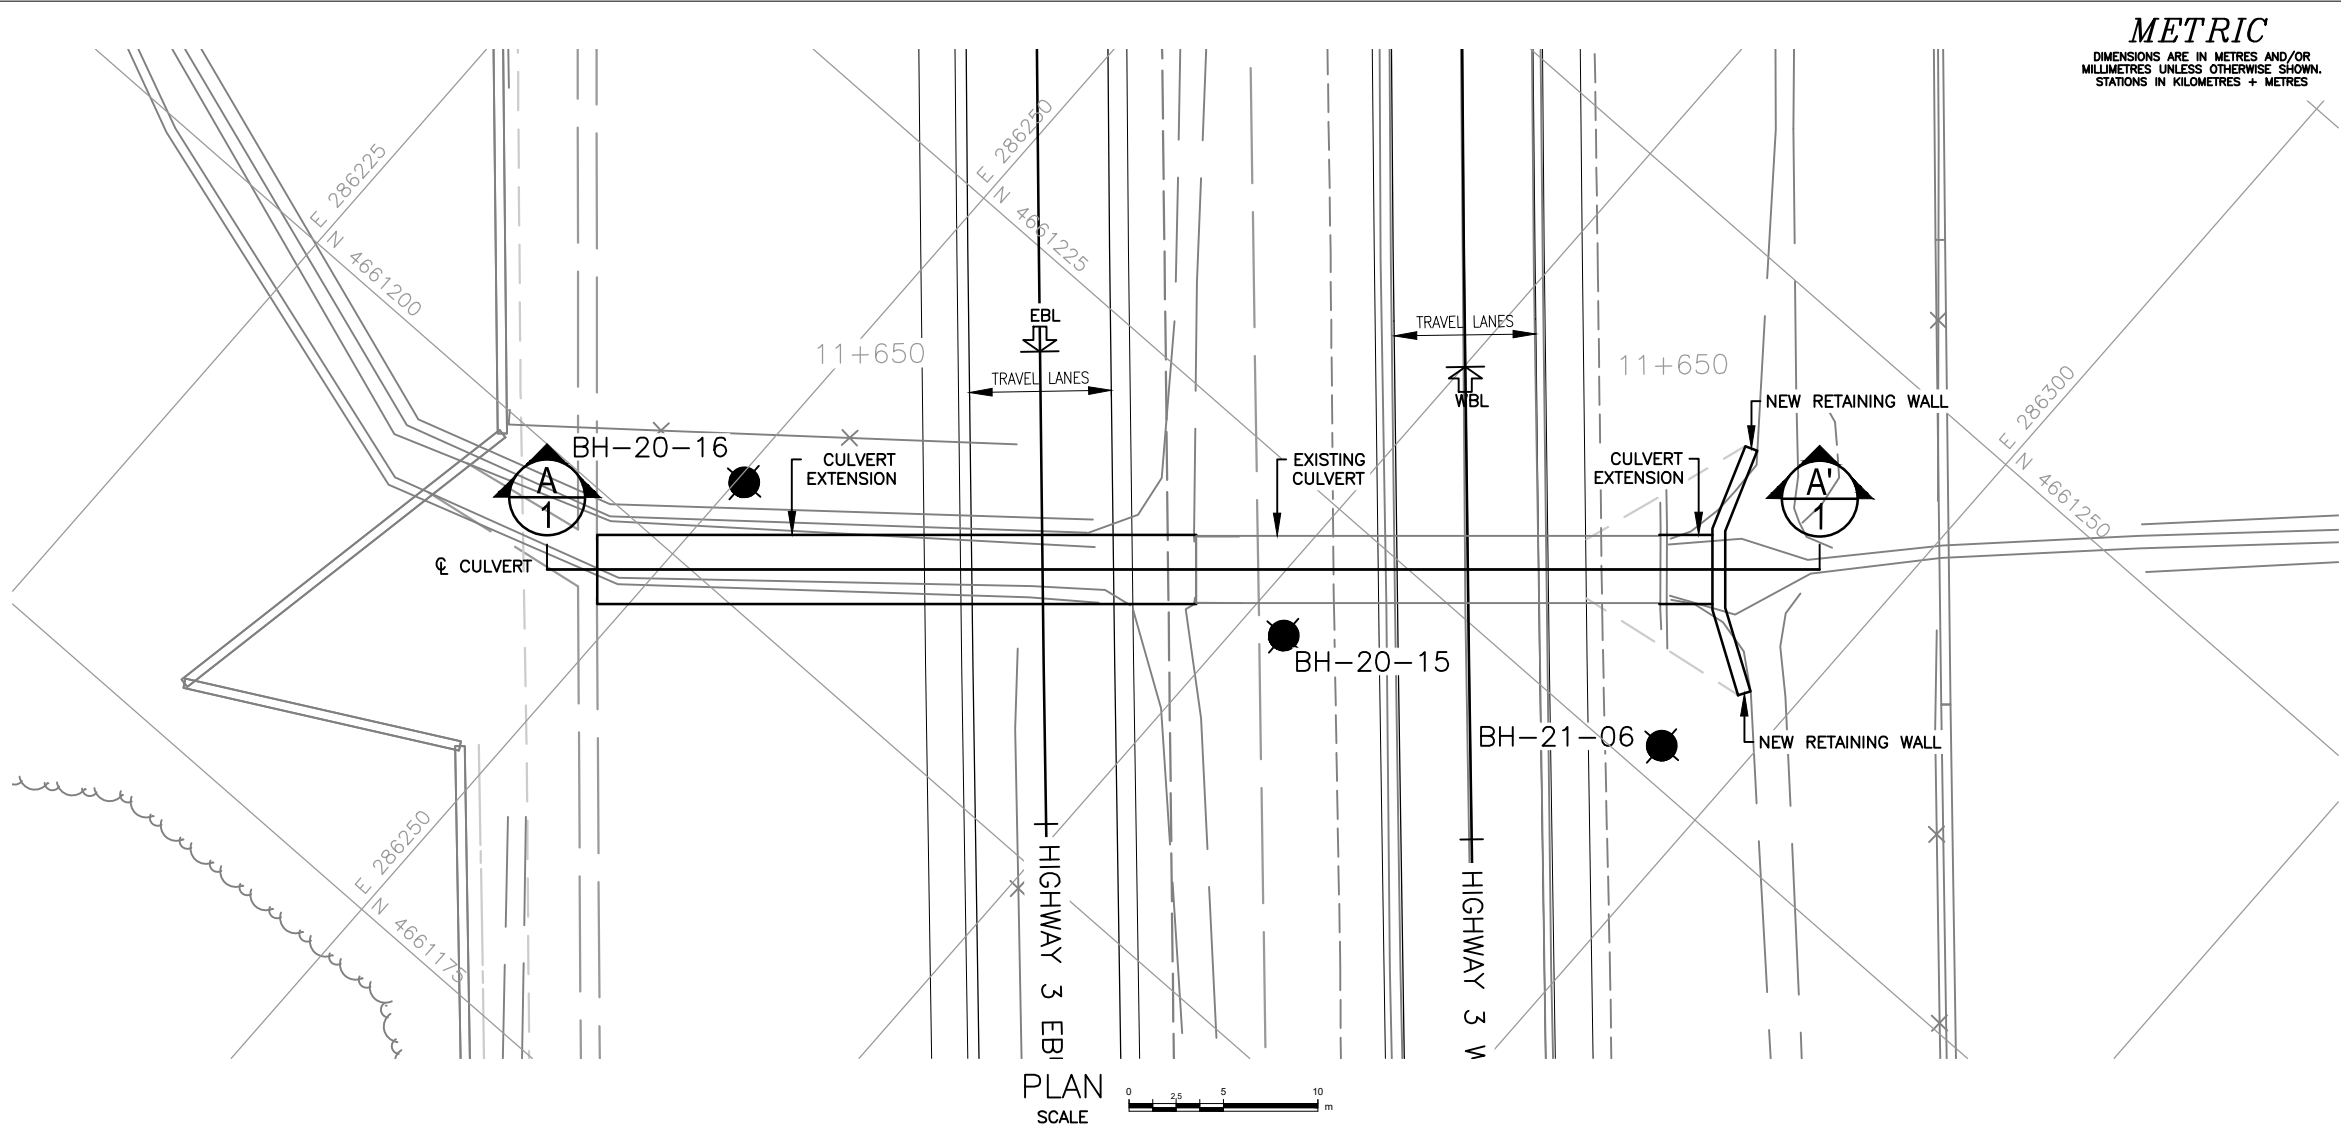 METRIC
DIMENSIONS ARE IN METRES AND/OR
MILLIMETRES UNLESS OTHERWISE SHOWN.
STATIONS IN KILOMETRES + METRES
E 286225
N 4661200
E 286250
N 4661225
EBL
TRAVEL LANES
11+650
TRAVEL LANES
WBL
11+650
E 286300
N 4661250
NEW RETAINING WALL
BH-20-16
A
1
CULVERT
EXTENSION
EXISTING
CULVERT
CULVERT
EXTENSION
A'
1
℄ CULVERT
BH-20-15
BH-21-06
NEW RETAINING WALL
E 286250
N 4661175
HIGHWAY 3 EB
HIGHWAY 3 W
PLAN
SCALE
0 2.5 5 10 m